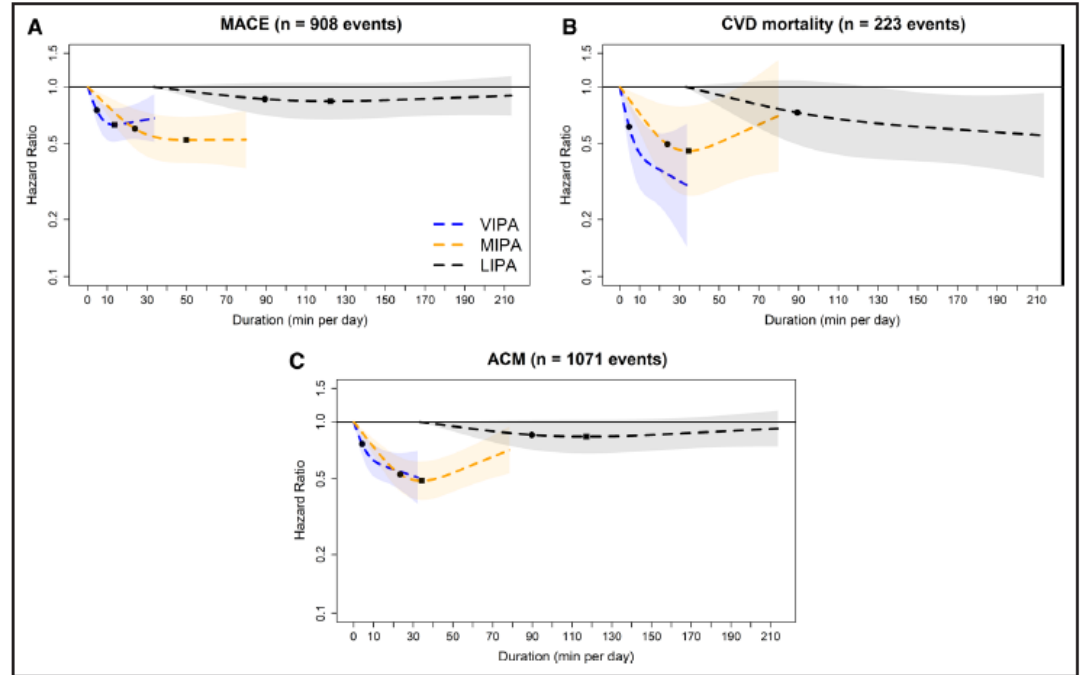 A
MACE (n = 908 events)
Hazard Ratio
1.5
1.0
0.5
0.2
0.1
VIPA
MIPA
LIPA
0 10 30 50 70 90 110 130 150 170 190 210
Duration (min per day)
B
CVD mortality (n = 223 events)
Hazard Ratio
1.5
1.0
0.5
0.2
0.1
0 10 30 50 70 90 110 130 150 170 190 210
Duration (min per day)
C
ACM (n = 1071 events)
Hazard Ratio
1.5
1.0
0.5
0.2
0.1
0 10 30 50 70 90 110 130 150 170 190 210
Duration (min per day)